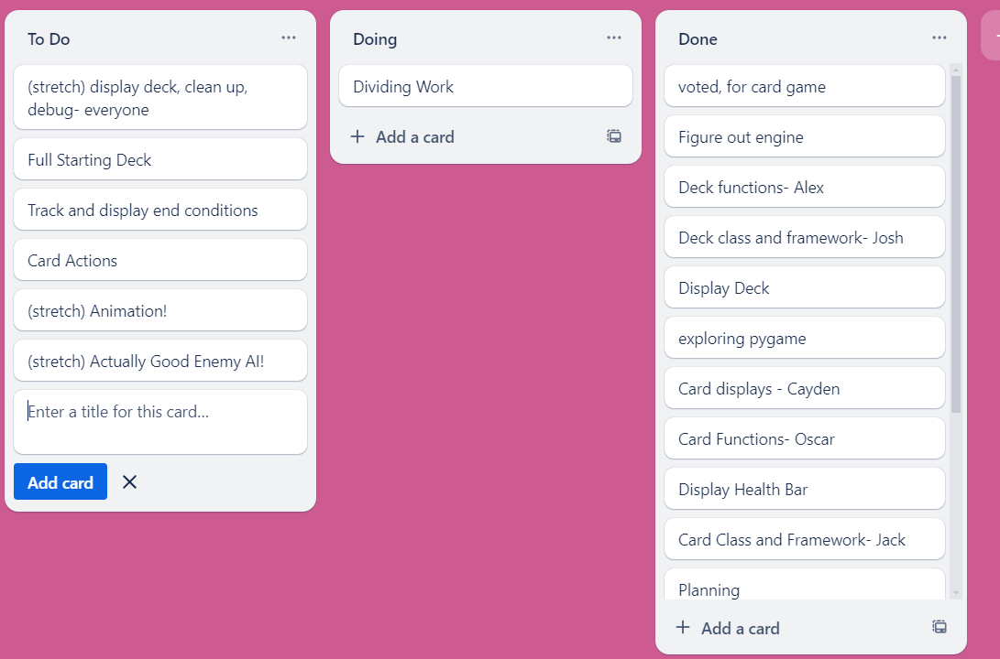 To Do
(stretch) display deck, clean up,
debug- everyone
Full Starting Deck
Track and display end conditions
Card Actions
(stretch) Animation!
(stretch) Actually Good Enemy AI!
Enter a title for this card...
Add card
Doing
Dividing Work
Add a card
Done
voted, for card game
Figure out engine
Deck functions- Alex
Deck class and framework- Josh
Display Deck
exploring pygame
Card displays - Cayden
Card Functions- Oscar
Display Health Bar
Card Class and Framework- Jack
Planning
Add a card